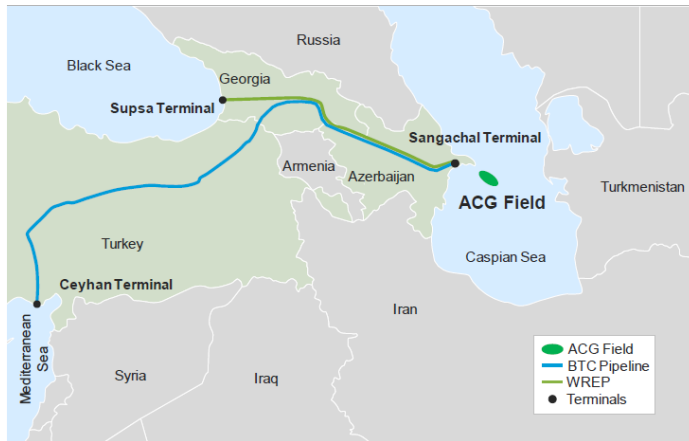 Russia
Black Sea
Georgia
Supsa Terminal
Sangachal Terminal
Armenia
Azerbaijan
Turkmenistan
ACG Field
Turkey
Caspian Sea
Ceyhan Terminal
Iran
Mediterranean
Sea
Syria
Iraq
ACG Field
BTC Pipeline
WREP
Terminals